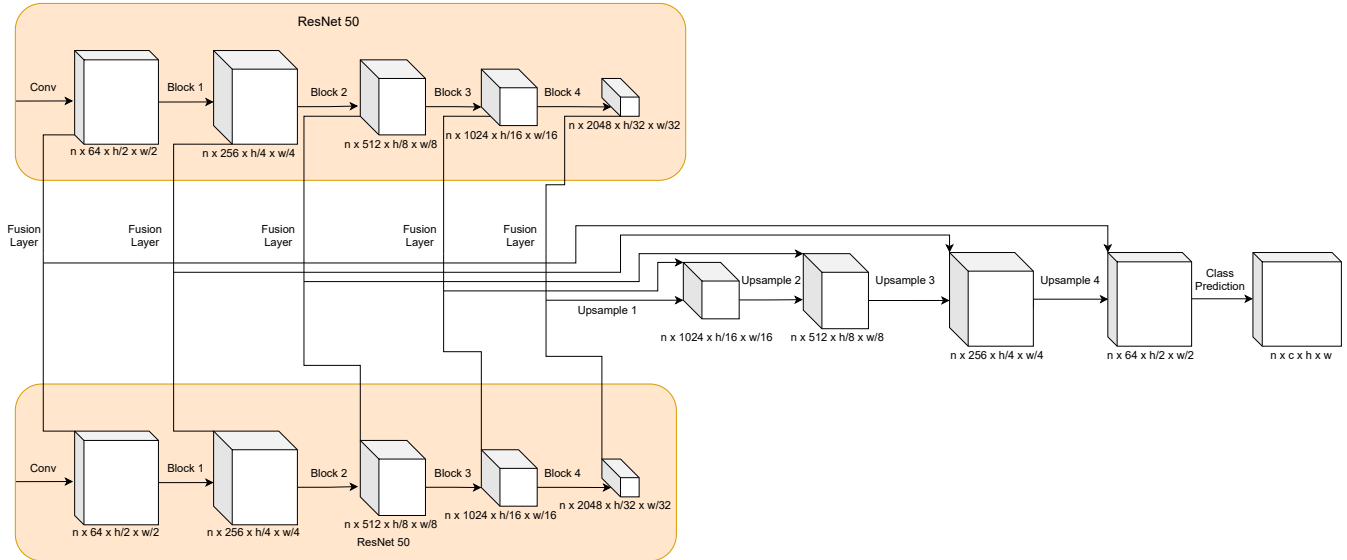 ResNet 50
Conv
Block 1
Block 2
Block 3
Block 4
n x 64 x h/2 x w/2
n x 256 x h/4 x w/4
n x 512 x h/8 x w/8
n x 1024 x h/16 x w/16
n x 2048 x h/32 x w/32
Fusion
Layer
Fusion
Layer
Fusion
Layer
Fusion
Layer
Fusion
Layer
Upsample 1
Upsample 2
Upsample 3
Upsample 4
Class
Prediction
n x 1024 x h/16 x w/16
n x 512 x h/8 x w/8
n x 256 x h/4 x w/4
n x 64 x h/2 x w/2
n x c x h x w
Conv
Block 1
Block 2
Block 3
Block 4
n x 64 x h/2 x w/2
n x 256 x h/4 x w/4
n x 512 x h/8 x w/8
n x 1024 x h/16 x w/16
n x 2048 x h/32 x w/32
ResNet 50